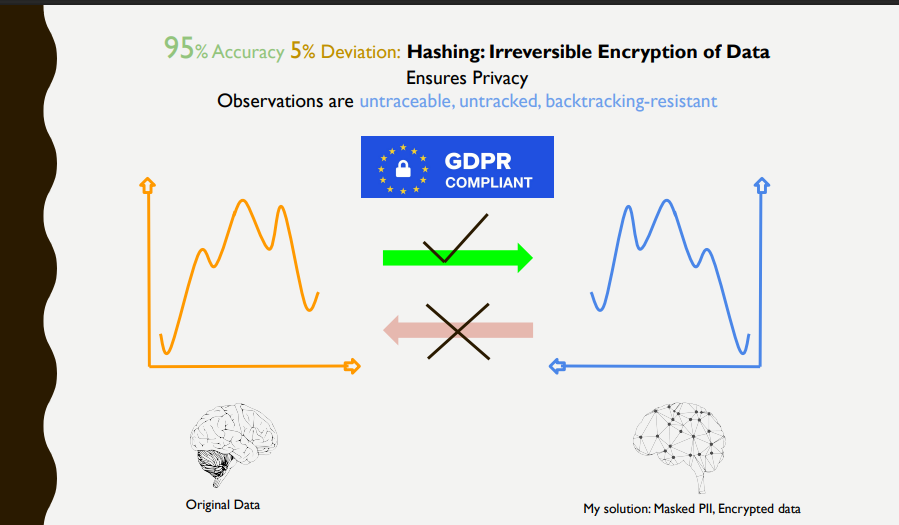 95% Accuracy 5% Deviation: Hashing: Irreversible Encryption of Data
Ensures Privacy
Observations are untraceable, untracked, backtracking-resistant
GDPR
COMPLIANT
Original Data
My solution: Masked PII, Encrypted data